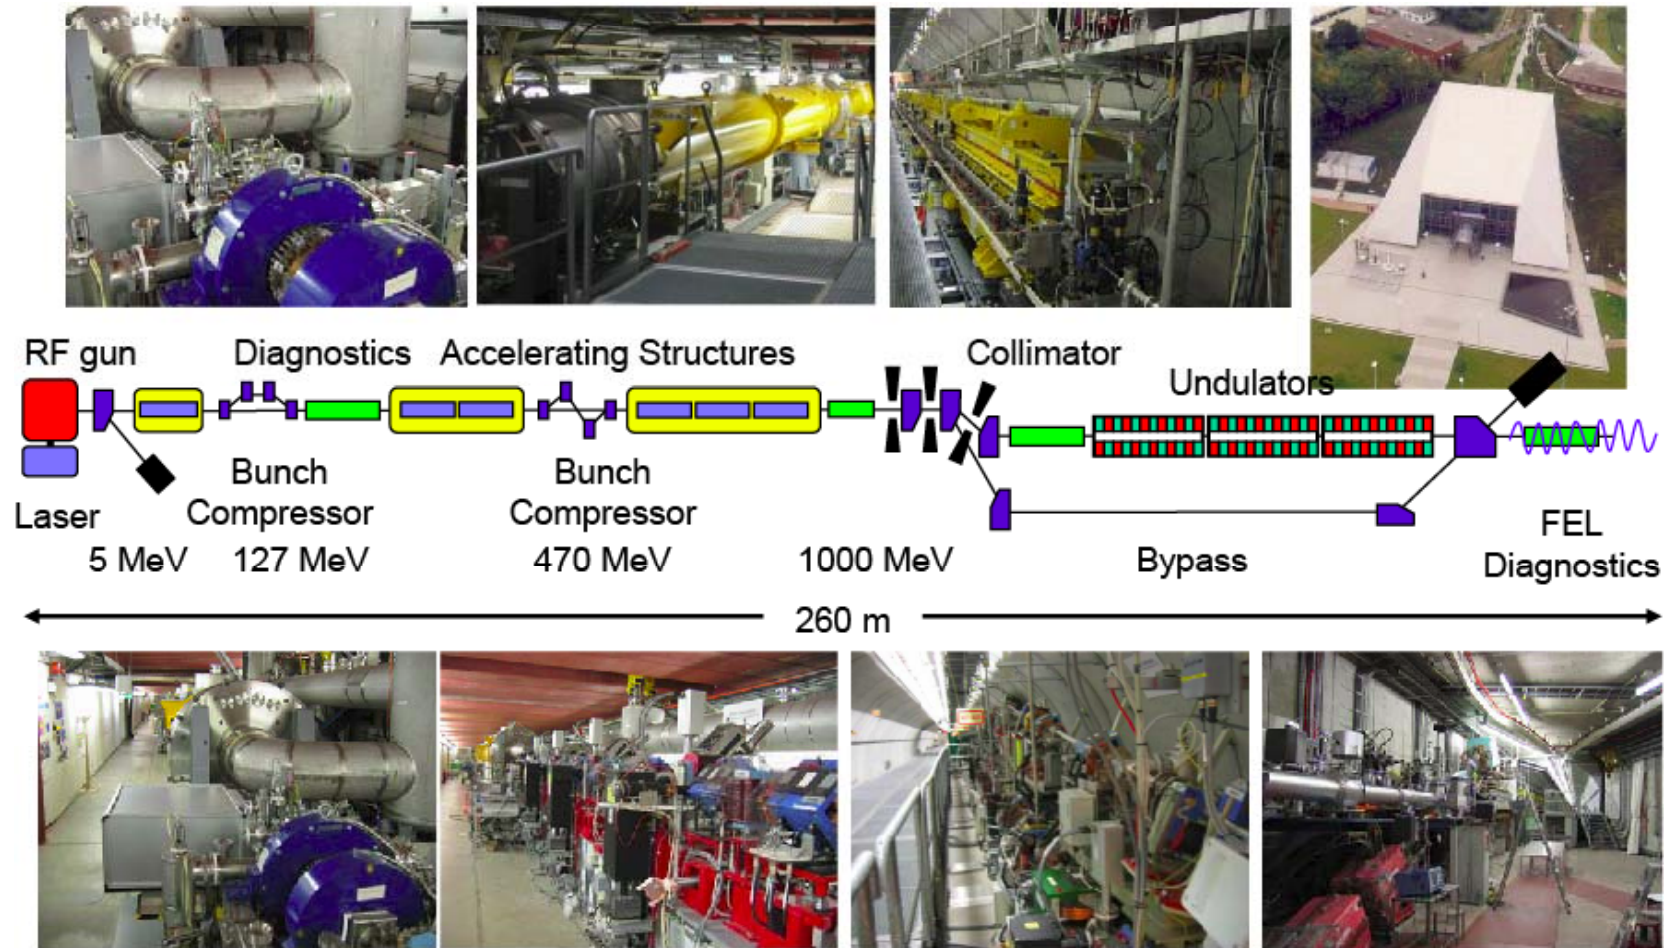 RF gun
Diagnostics
Accelerating Structures
Collimator
Undulators
Laser
Bunch
Compressor
Bunch
Compressor
FEL
Diagnostics
5 MeV
127 MeV
470 MeV
1000 MeV
Bypass
260 m